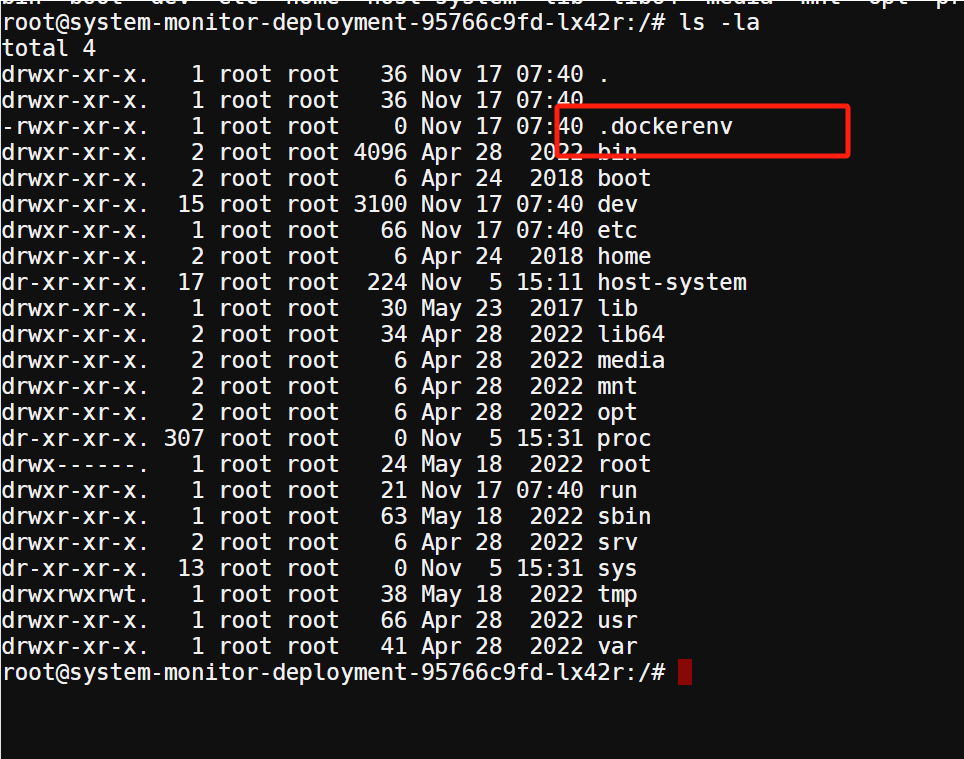 root@system-monitor-deployment-95766c9fd-lx42r:/# ls -la
total 4
drwxr-xr-x.   1 root root   36 Nov 17 07:40 .
drwxr-xr-x.   1 root root   36 Nov 17 07:40
-rwxr-xr-x.   1 root root    0 Nov 17 07:40 .dockerenv
drwxr-xr-x.   2 root root 4096 Apr 28  2022 bin
drwxr-xr-x.   2 root root    6 Apr 24  2018 boot
drwxr-xr-x.  15 root root 3100 Nov 17 07:40 dev
drwxr-xr-x.   1 root root   66 Nov 17 07:40 etc
drwxr-xr-x.   2 root root    6 Apr 24  2018 home
dr-xr-xr-x.  17 root root  224 Nov  5 15:11 host-system
drwxr-xr-x.   1 root root   30 May 23  2017 lib
drwxr-xr-x.   2 root root   34 Apr 28  2022 lib64
drwxr-xr-x.   2 root root    6 Apr 28  2022 media
drwxr-xr-x.   2 root root    6 Apr 28  2022 mnt
drwxr-xr-x.   2 root root    6 Apr 28  2022 opt
dr-xr-xr-x. 307 root root    0 Nov  5 15:31 proc
drwx------.   1 root root   24 May 18  2022 root
drwxr-xr-x.   1 root root   21 Nov 17 07:40 run
drwxr-xr-x.   1 root root   63 May 18  2022 sbin
drwxr-xr-x.   2 root root    6 Apr 28  2022 srv
dr-xr-xr-x.  13 root root    0 Nov  5 15:31 sys
drwxrwxrwt.   1 root root   38 May 18  2022 tmp
drwxr-xr-x.   1 root root   66 Apr 28  2022 usr
drwxr-xr-x.   1 root root   41 Apr 28  2022 var
root@system-monitor-deployment-95766c9fd-lx42r:/#